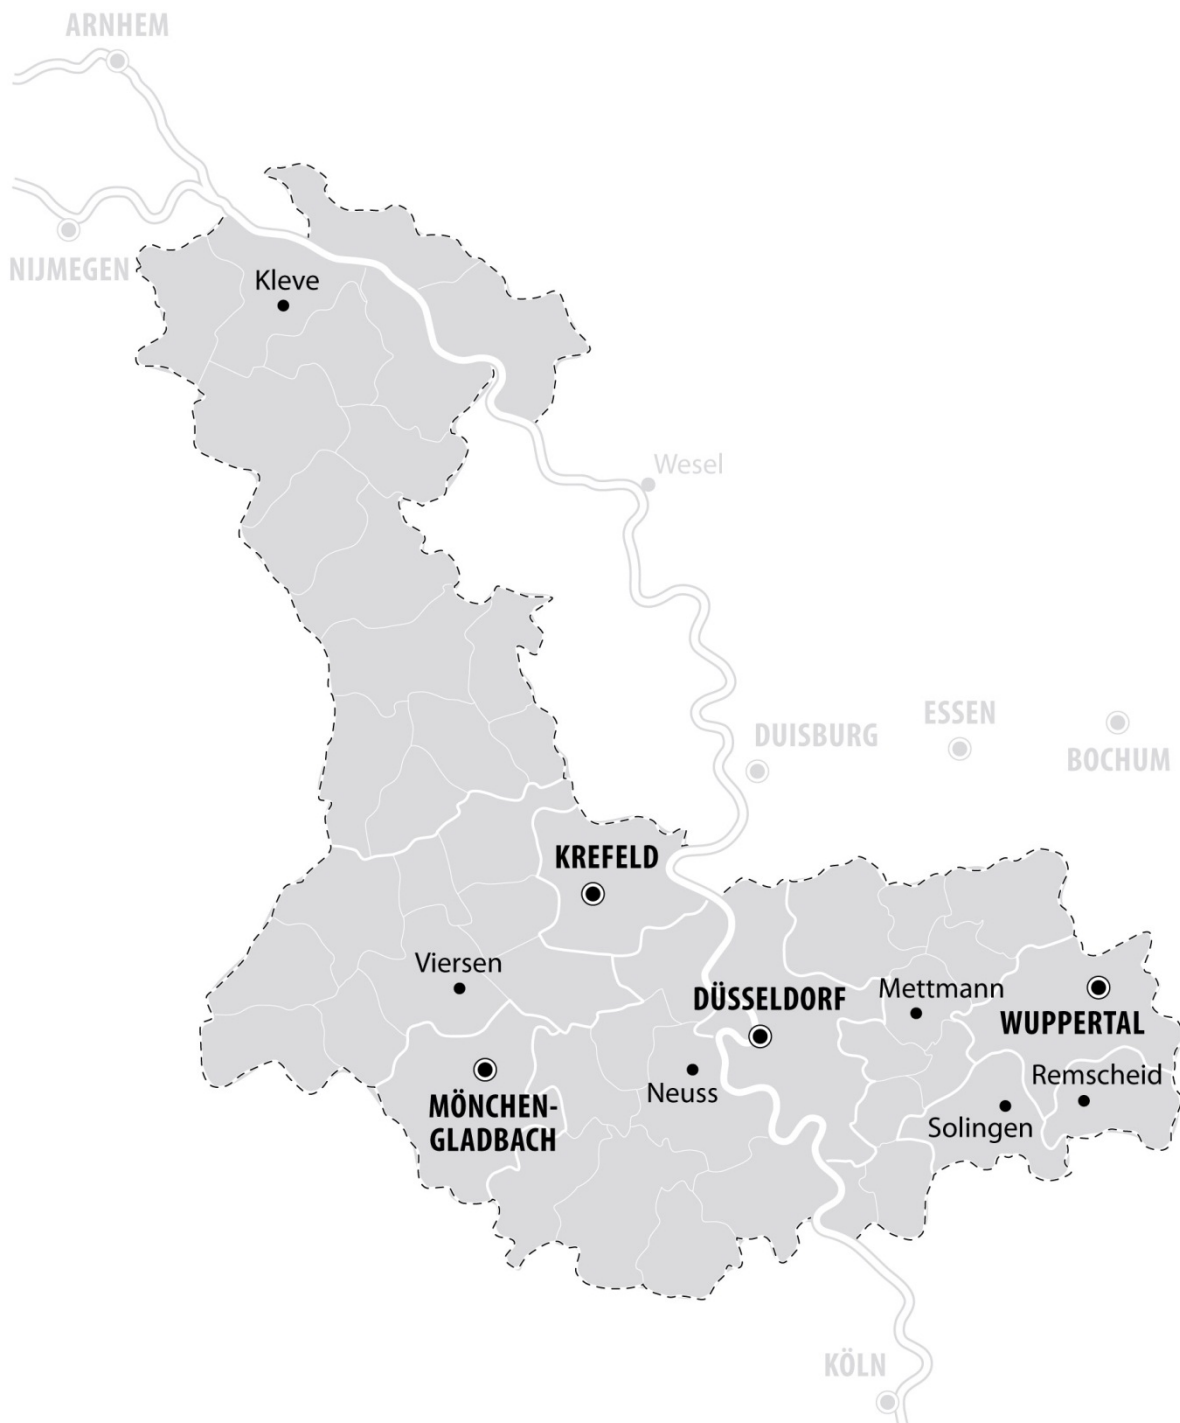 ARNHEM
NIJMEGEN
Kleve
Wesel
ESSEN
DUISBURG
BOCHUM
KREFELD
Viersen
DÜSSELDORF
Mettmann
WUPPERTAL
Neuss
Remscheid
MÖNCHEN-
GLADBACH
Solingen
KÖLN